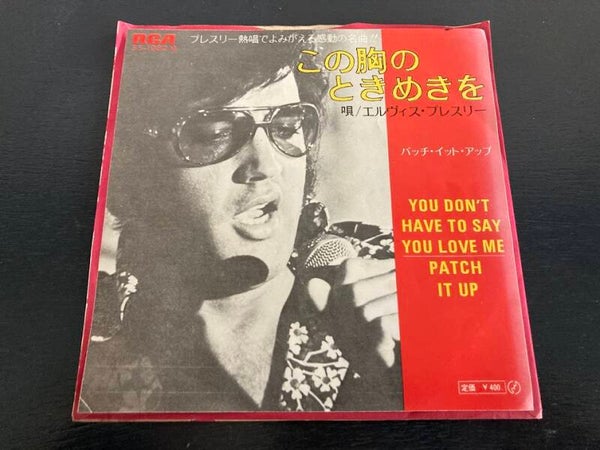 RCA
プレスリー熱唱でよみがえる感動の名曲!!
この胸の
ときめきを
唄/エルヴィス・プレスリー
パッチ・イット・アップ
YOU DON'T
HAVE TO SAY
YOU LOVE ME
PATCH
IT UP
定価 ¥400